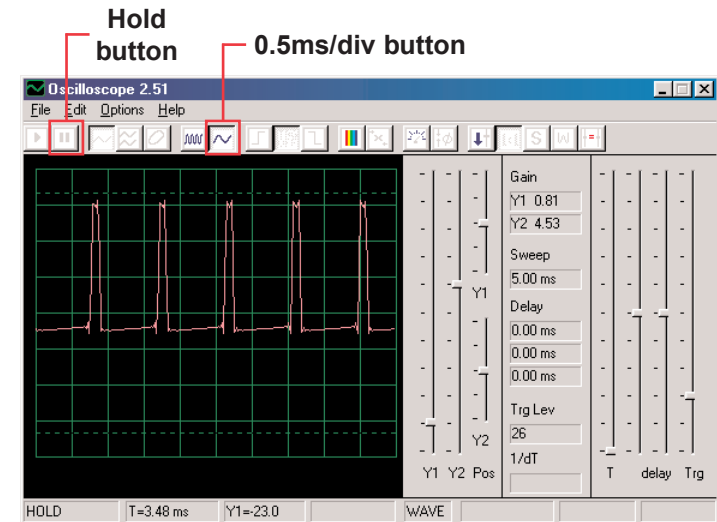 Hold
button
0.5ms/div button
Oscilloscope 2.51
File Edit Options Help
Gain
Y1 0.81
Y2 4.53
Sweep
5.00 ms
Y1
Delay
0.00 ms
0.00 ms
0.00 ms
Trg Lev
26
Y2
1/dT
Y1 Y2 Pos
T delay Trg
HOLD T=3.48 ms Y1=-23.0 WAVE